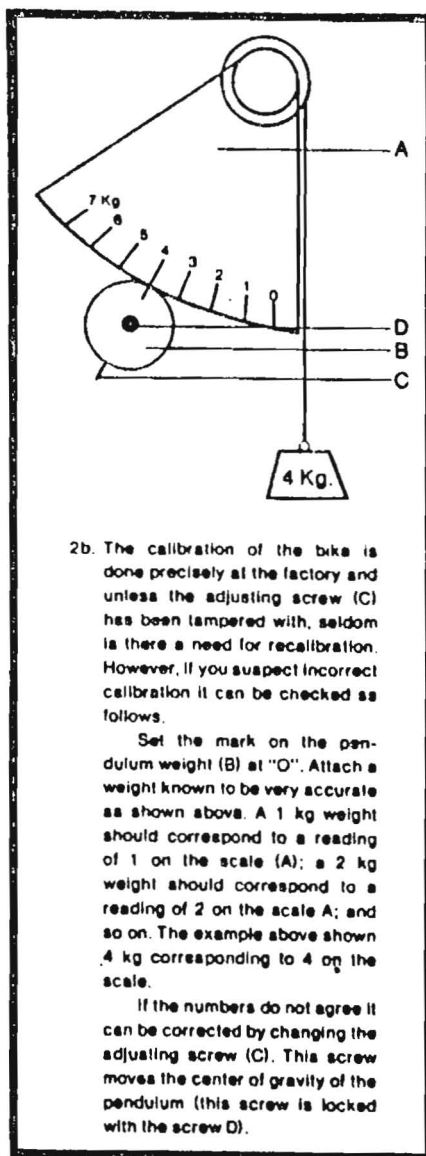 A
7 Kg
6
5
4
3
2
1
0
D
B
C
4 Kg.
2b. The calibration of the bike is
done precisely at the factory and
unless the adjusting screw (C)
has been tampered with, seldom
is there a need for recalibration.
However, if you suspect incorrect
calibration it can be checked as
follows.
Set the mark on the pen-
dulum weight (B) at "O". Attach a
weight known to be very accurate
as shown above. A 1 kg weight
should correspond to a reading
of 1 on the scale (A); a 2 kg
weight should correspond to a
reading of 2 on the scale A; and
so on. The example above shown
4 kg corresponding to 4 on the
scale.
If the numbers do not agree it
can be corrected by changing the
adjusting screw (C). This screw
moves the center of gravity of the
pendulum (this screw is locked
with the screw D).